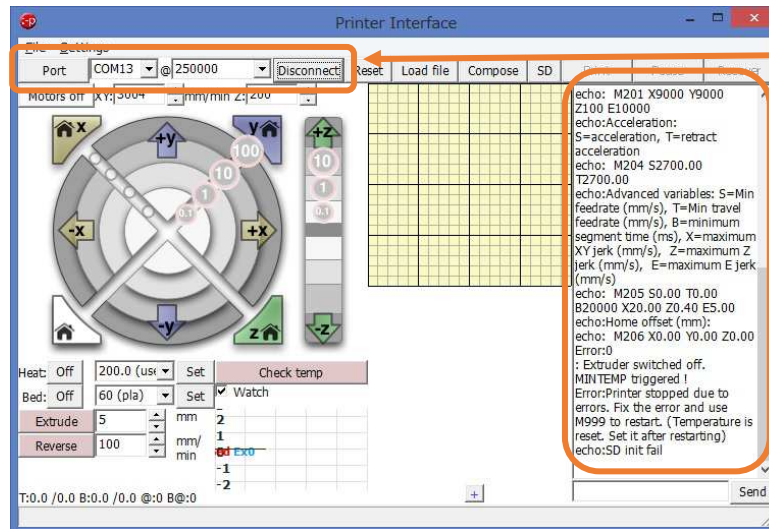 Printer Interface
File Settings
Port COM13 @ 250000 Disconnect Reset Load file Compose SD Print Pause Recover
Motors off XY: 3004 mm/min Z: 200
x +y y 100 10 1 0.1 -x +x -y z
+z 10 1 0.1 -z
Heat: Off 200.0 (use Set Check temp
Bed: Off 60 (pla) Set Watch
Extrude 5 mm
Reverse 100 mm/
min
2
1
Ex0
-1
-2
T:0.0 /0.0 B:0.0 /0.0 @:0 B@:0
+
echo: M201 X9000 Y9000
Z100 E10000
echo:Acceleration:
S=acceleration, T=retract
acceleration
echo: M204 S2700.00
T2700.00
echo:Advanced variables: S=Min
feedrate (mm/s), T=Min travel
feedrate (mm/s), B=minimum
segment time (ms), X=maximum
XY jerk (mm/s), Z=maximum Z
jerk (mm/s), E=maximum E jerk
(mm/s)
echo: M205 S0.00 T0.00
B20000 X20.00 Z0.40 E5.00
echo:Home offset (mm):
echo: M206 X0.00 Y0.00 Z0.00
Error:0
: Extruder switched off.
MINTEMP triggered !
Error:Printer stopped due to
errors. Fix the error and use
M999 to restart. (Temperature is
reset. Set it after restarting)
echo:SD init fail
Send